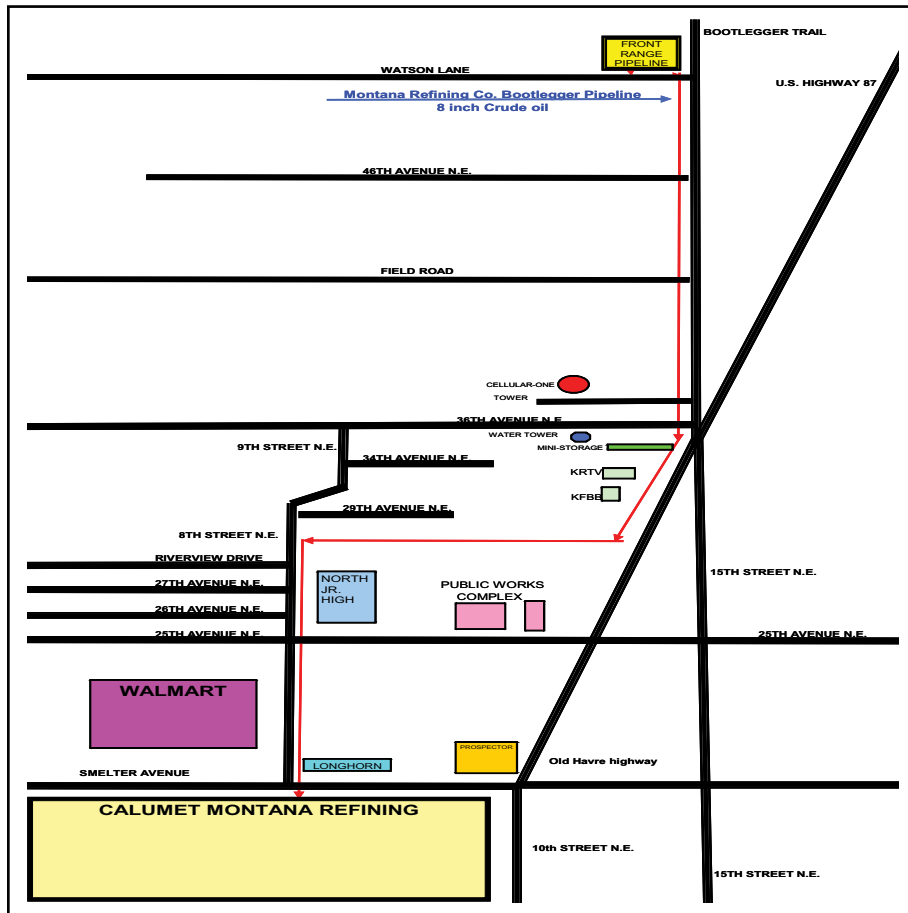 BOOTLEGGER TRAIL
FRONT
RANGE
PIPELINE
WATSON LANE
U.S. HIGHWAY 87
Montana Refining Co. Bootlegger Pipeline
8 inch Crude oil
46TH AVENUE N.E.
FIELD ROAD
CELLULAR-ONE
TOWER
36TH AVENUE N.E.
WATER TOWER
9TH STREET N.E.
MINI-STORAGE
34TH AVENUE N.E.
KRTV
KFBB
29TH AVENUE N.E.
8TH STREET N.E.
RIVERVIEW DRIVE
15TH STREET N.E.
27TH AVENUE N.E.
NORTH
JR.
HIGH
PUBLIC WORKS
COMPLEX
26TH AVENUE N.E.
25TH AVENUE N.E.
25TH AVENUE N.E.
WALMART
PROSPECTOR
LONGHORN
Old Havre highway
SMELTER AVENUE
CALUMET MONTANA REFINING
10th STREET N.E.
15TH STREET N.E.